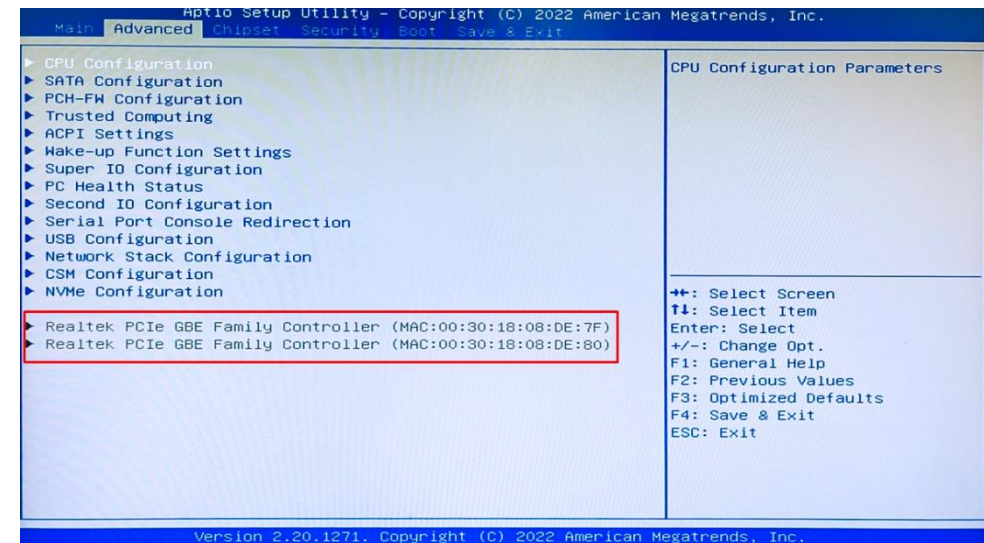 Aptio Setup Utility – Copyright (C) 2022 American Megatrends, Inc.
Main Advanced Chipset Security Boot Save & Exit
CPU Configuration
SATA Configuration
PCH-FW Configuration
Trusted Computing
ACPI Settings
Wake-up Function Settings
Super IO Configuration
PC Health Status
Second IO Configuration
Serial Port Console Redirection
USB Configuration
Network Stack Configuration
CSM Configuration
NVMe Configuration
Realtek PCIe GBE Family Controller (MAC:00:30:18:08:DE:7F)
Realtek PCIe GBE Family Controller (MAC:00:30:18:08:DE:80)
CPU Configuration Parameters
→←: Select Screen
↑↓: Select Item
Enter: Select
+/-: Change Opt.
F1: General Help
F2: Previous Values
F3: Optimized Defaults
F4: Save & Exit
ESC: Exit
Version 2.20.1271. Copyright (C) 2022 American Megatrends, Inc.